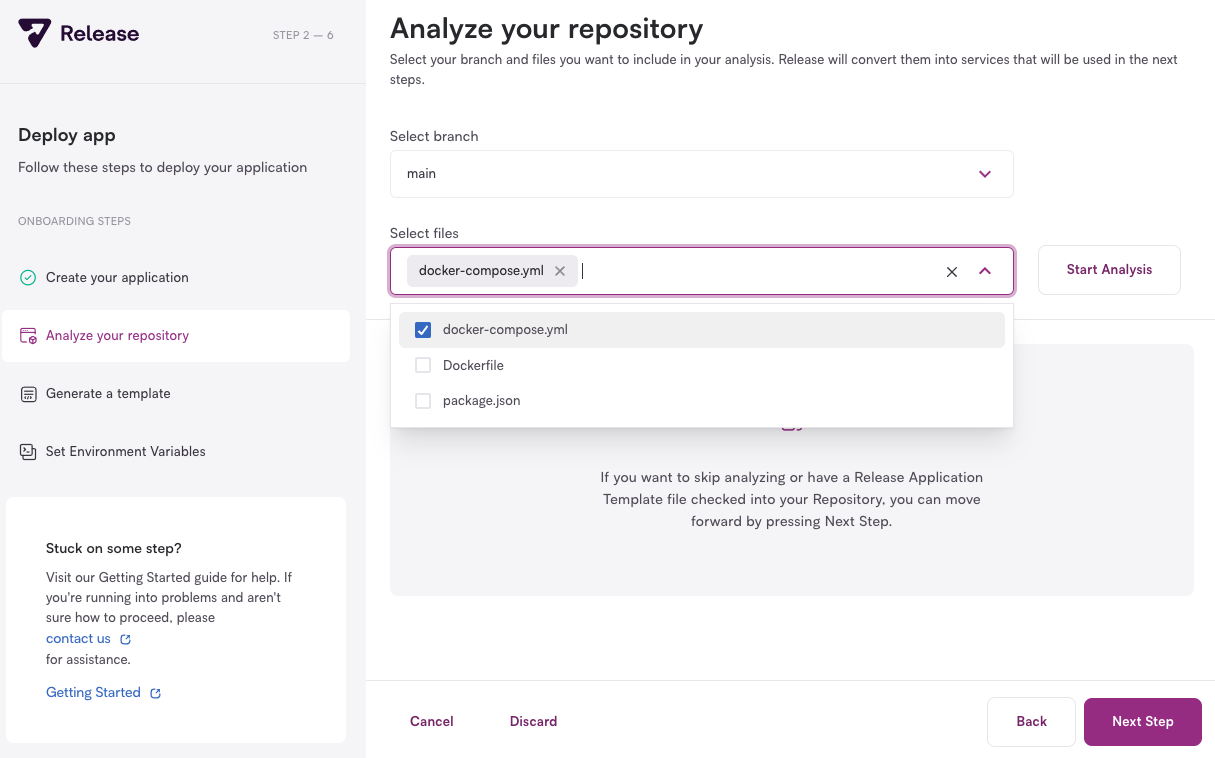 Release
STEP 2 — 6
Deploy app
Follow these steps to deploy your application
ONBOARDING STEPS
Create your application
Analyze your repository
Generate a template
Set Environment Variables
Stuck on some step?
Visit our Getting Started guide for help. If
you're running into problems and aren't
sure how to proceed, please
contact us
for assistance.
Getting Started
Analyze your repository
Select your branch and files you want to include in your analysis. Release will convert them into services that will be used in the next
steps.
Select branch
main
Select files
docker-compose.yml
Start Analysis
docker-compose.yml
Dockerfile
package.json
If you want to skip analyzing or have a Release Application
Template file checked into your Repository, you can move
forward by pressing Next Step.
Cancel
Discard
Back
Next Step